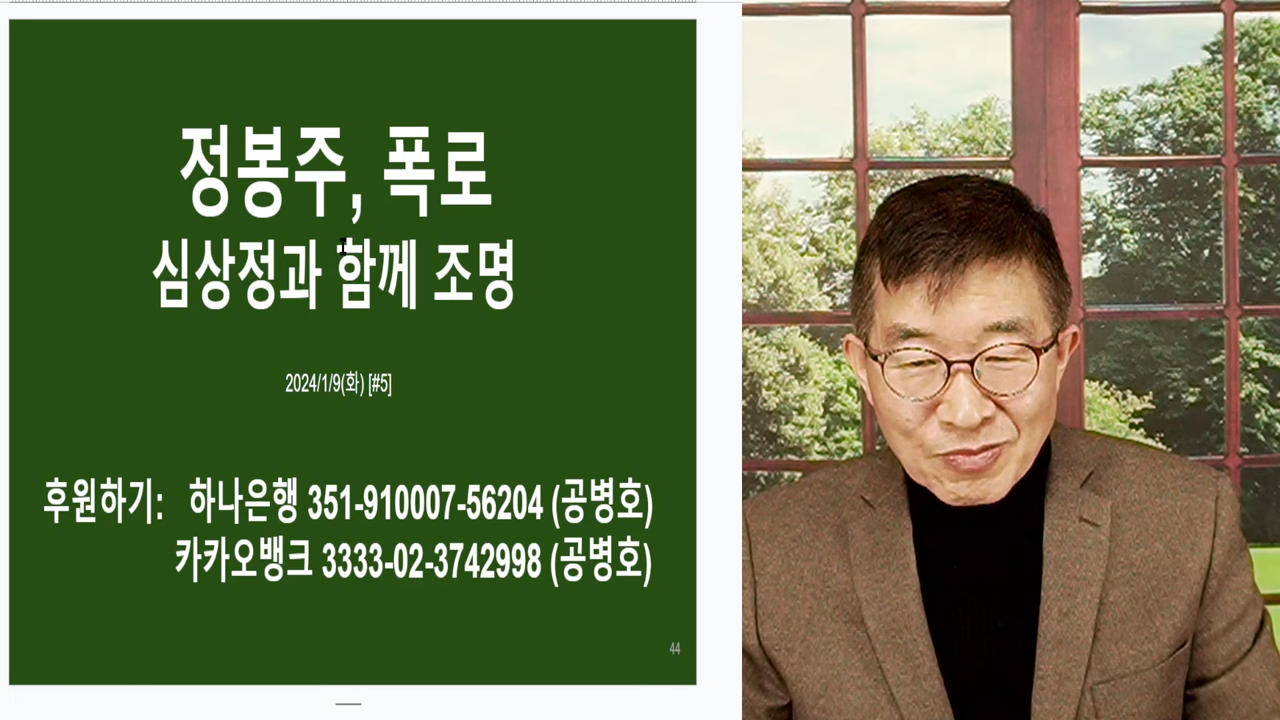 정봉주, 폭로
심상정과 함께 조명
2024/1/9(화) [#5]
후원하기: 하나은행 351-910007-56204 (공병호)
카카오뱅크 3333-02-3742998 (공병호)
44